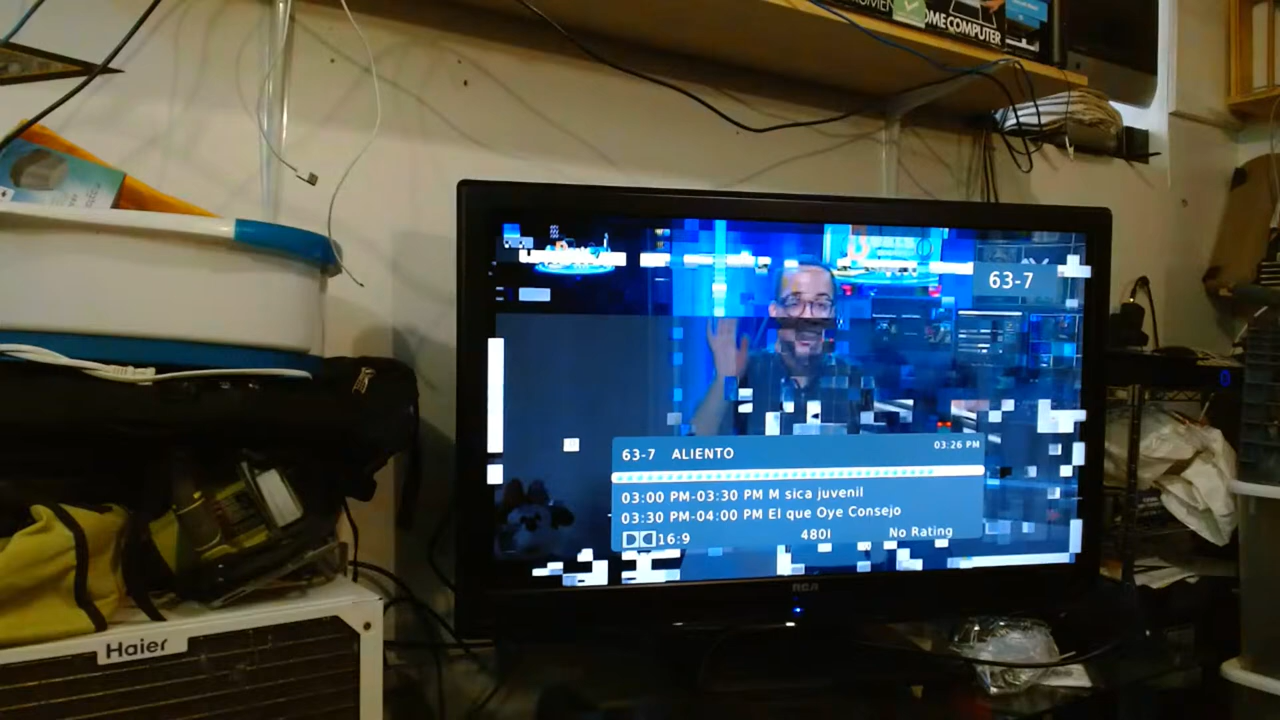 OME COMPUTER
63-7
63-7 ALIENTO 03:26 PM
03:00 PM-03:30 PM M sica juvenil
03:30 PM-04:00 PM El que Oye Consejo
16:9 480I No Rating
RCA
Haier